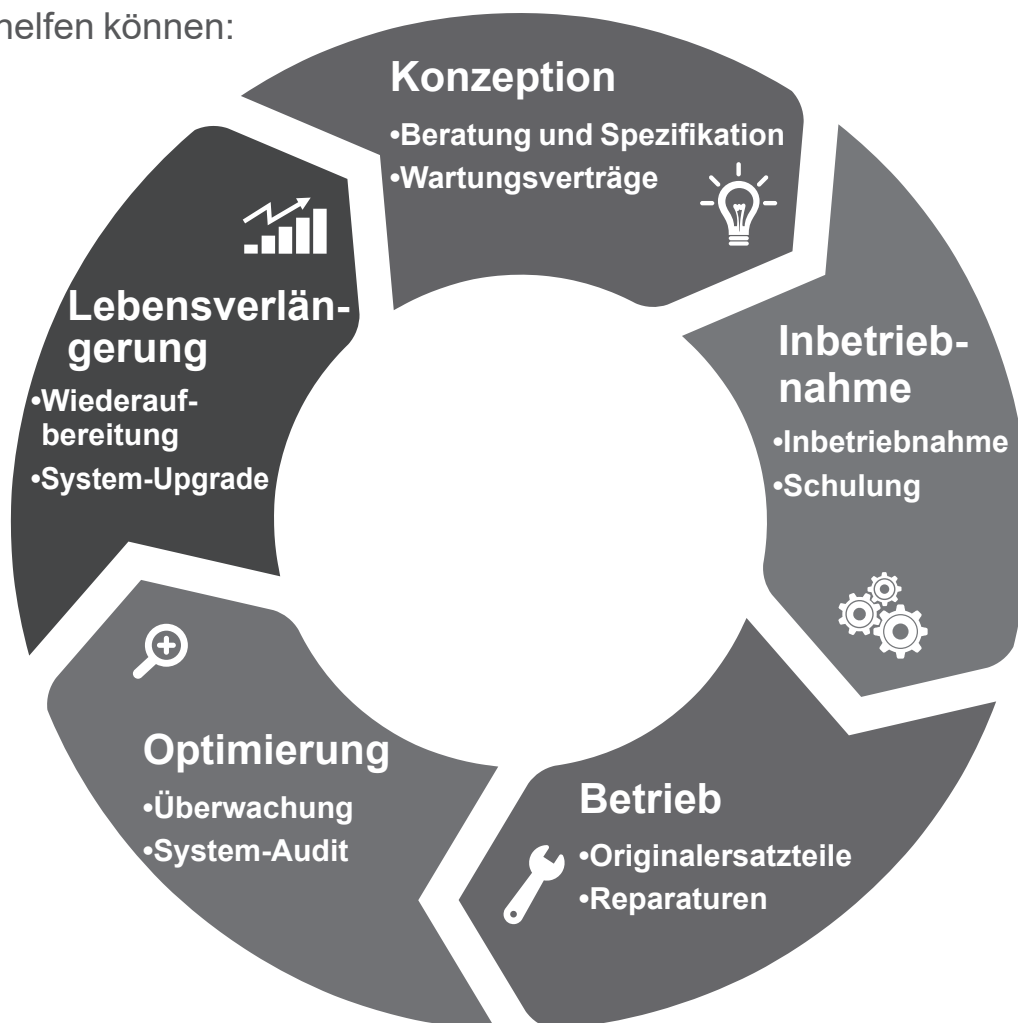 helfen können:
Konzeption
•Beratung und Spezifikation
•Wartungsverträge
Inbetrieb-
nahme
•Inbetriebnahme
•Schulung
Betrieb
•Originalersatzteile
•Reparaturen
Optimierung
•Überwachung
•System-Audit
Lebensverlän-
gerung
•Wiederauf-
bereitung
•System-Upgrade